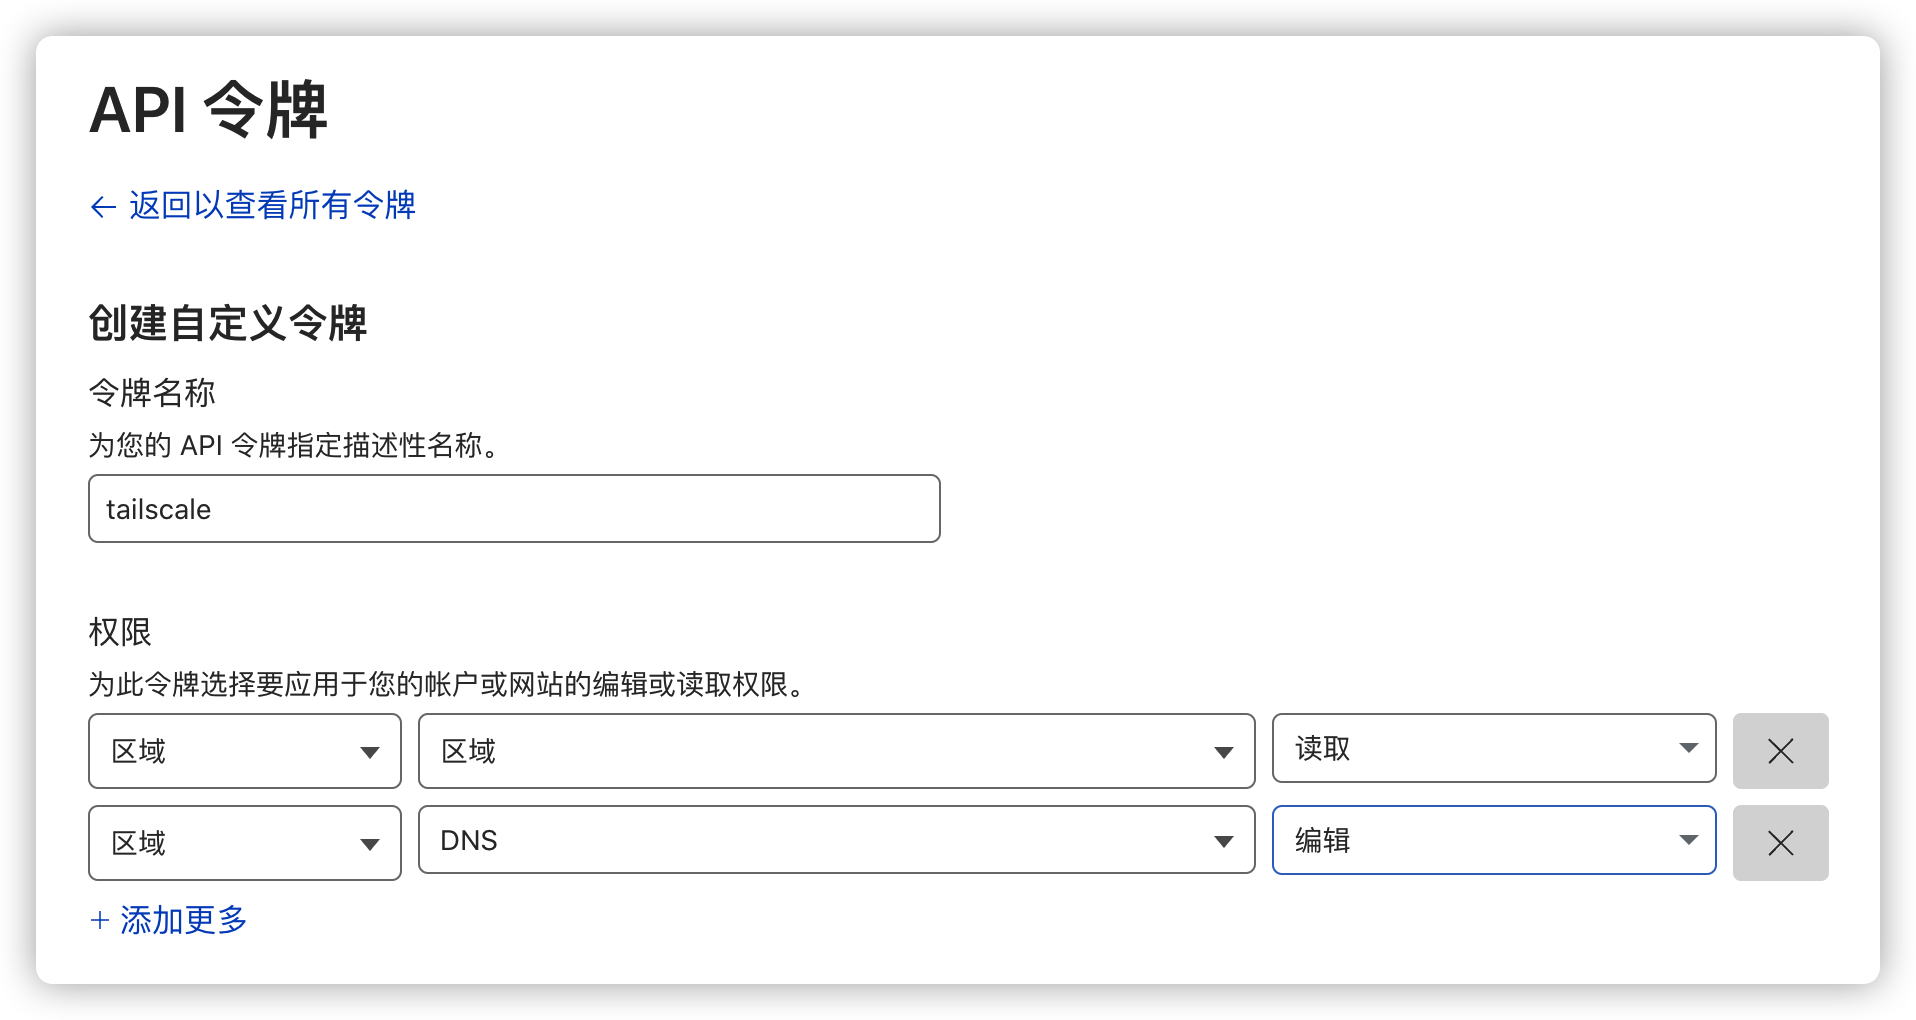 API 令牌
← 返回以查看所有令牌
创建自定义令牌
令牌名称
为您的 API 令牌指定描述性名称。
tailscale
权限
为此令牌选择要应用于您的帐户或网站的编辑或读取权限。
区域 区域 读取
区域 DNS 编辑
+ 添加更多